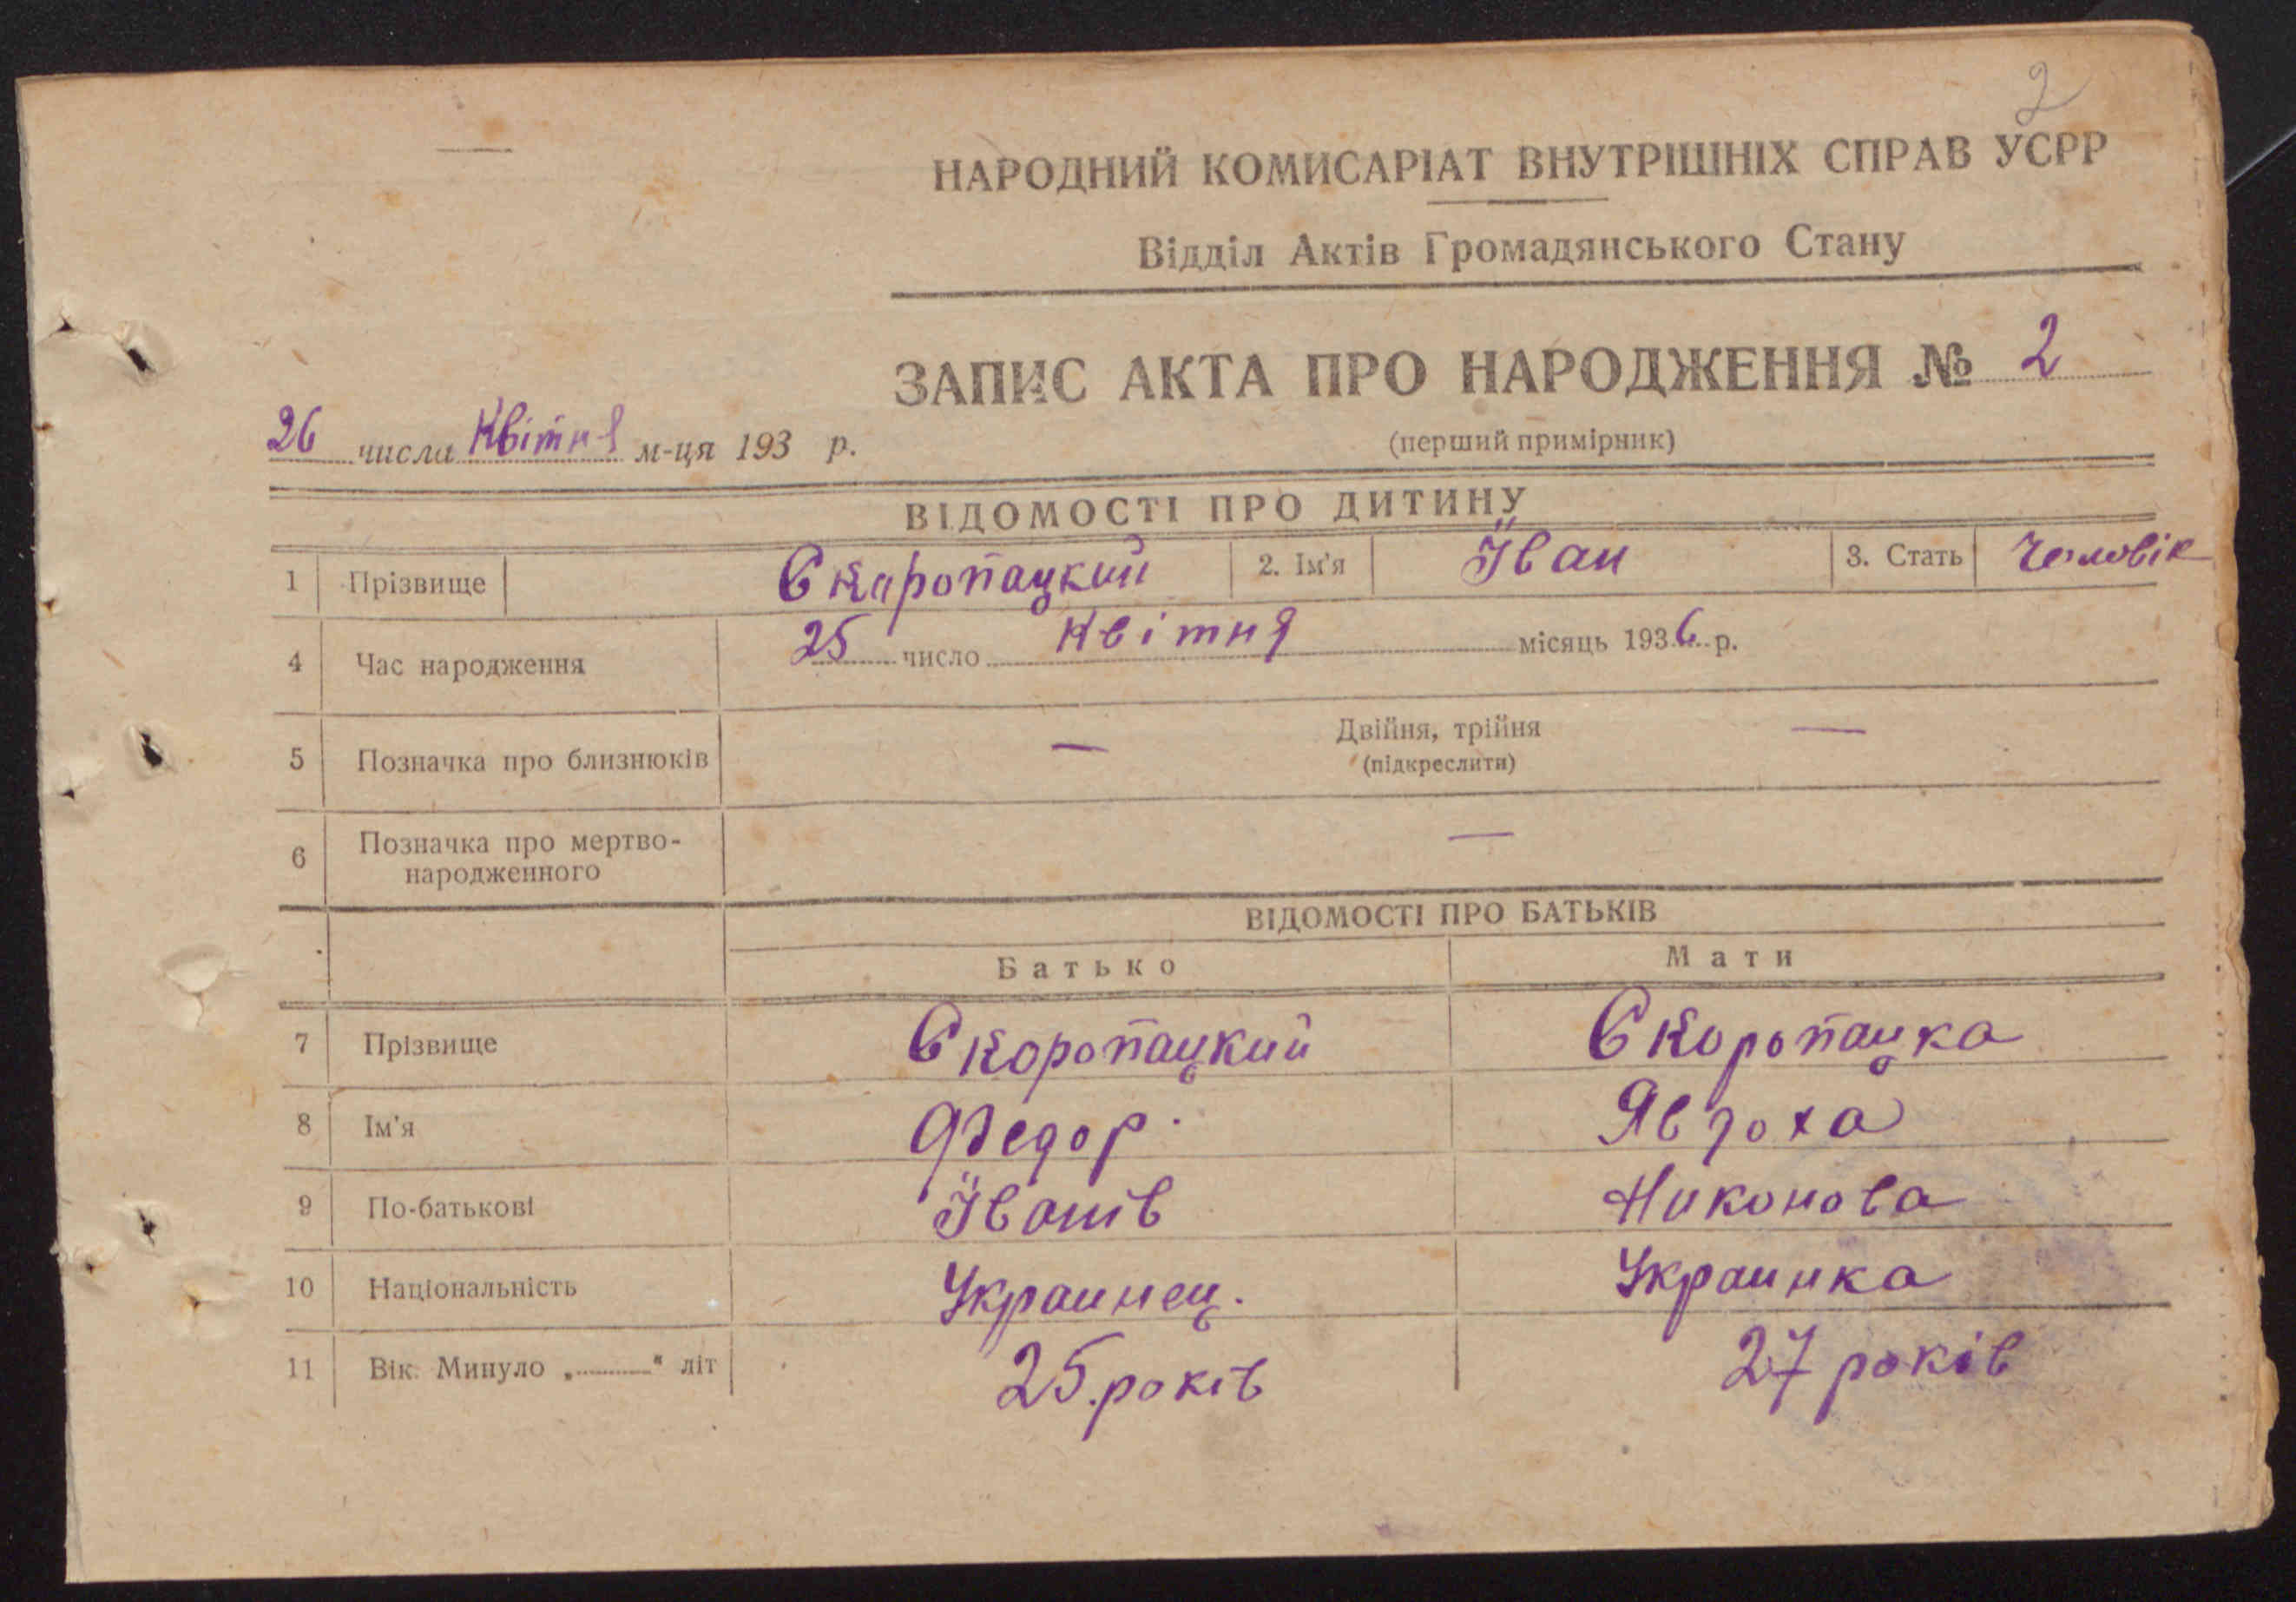 2
НАРОДНИЙ КОМИСАРІАТ ВНУТРІШНІХ СПРАВ УСРР
Відділ Актів Громадянського Стану
ЗАПИС АКТА ПРО НАРОДЖЕННЯ № 2
26 числа Квітня м-ця 193 р.
(перший примірник)
ВІДОМОСТІ ПРО ДИТИНУ
1 Прізвище Скоропацкий 2. Ім'я Їван 3. Стать Чоловік
4 Час народження 25 число Квітня місяць 1936 р.
5 Позначка про близнюків — Двійня, трійня —
(підкреслити)
6 Позначка про мертво-
народженного —
ВІДОМОСТІ ПРО БАТЬКІВ
Батько Мати
7 Прізвище Скоропацкий Скоропацка
8 Ім'я Федор Явдоха
9 По-батькові Їванів Никонова
10 Національність Украинец. Украинка
11 Вік. Минуло „..........“ літ 25 років 27 років